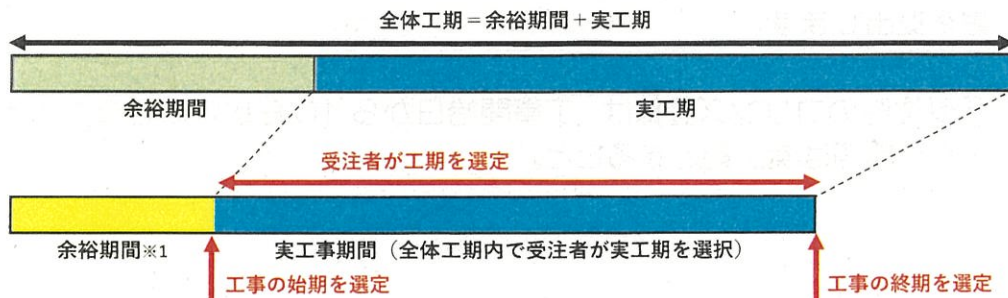 全体工期＝余裕期間＋実工期
余裕期間
実工期
受注者が工期を選定
余裕期間※1
実工事期間（全体工期内で受注者が実工期を選択）
工事の始期を選定
工事の終期を選定